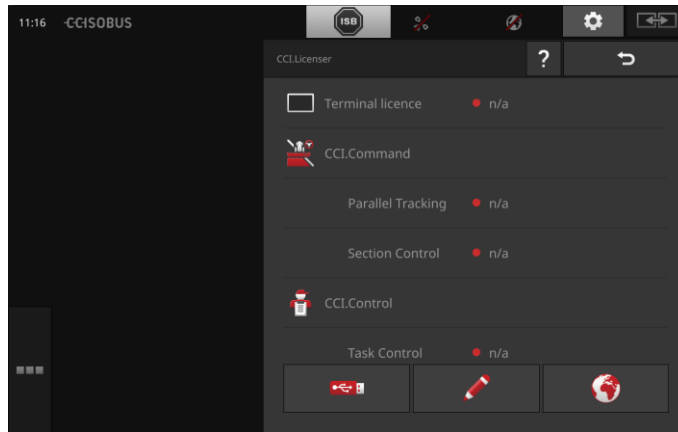 11:16 CCISOBUS
ISB
CCI.Licenser ?
Terminal licence n/a
CCI.Command
Parallel Tracking n/a
Section Control n/a
CCI.Control
Task Control n/a